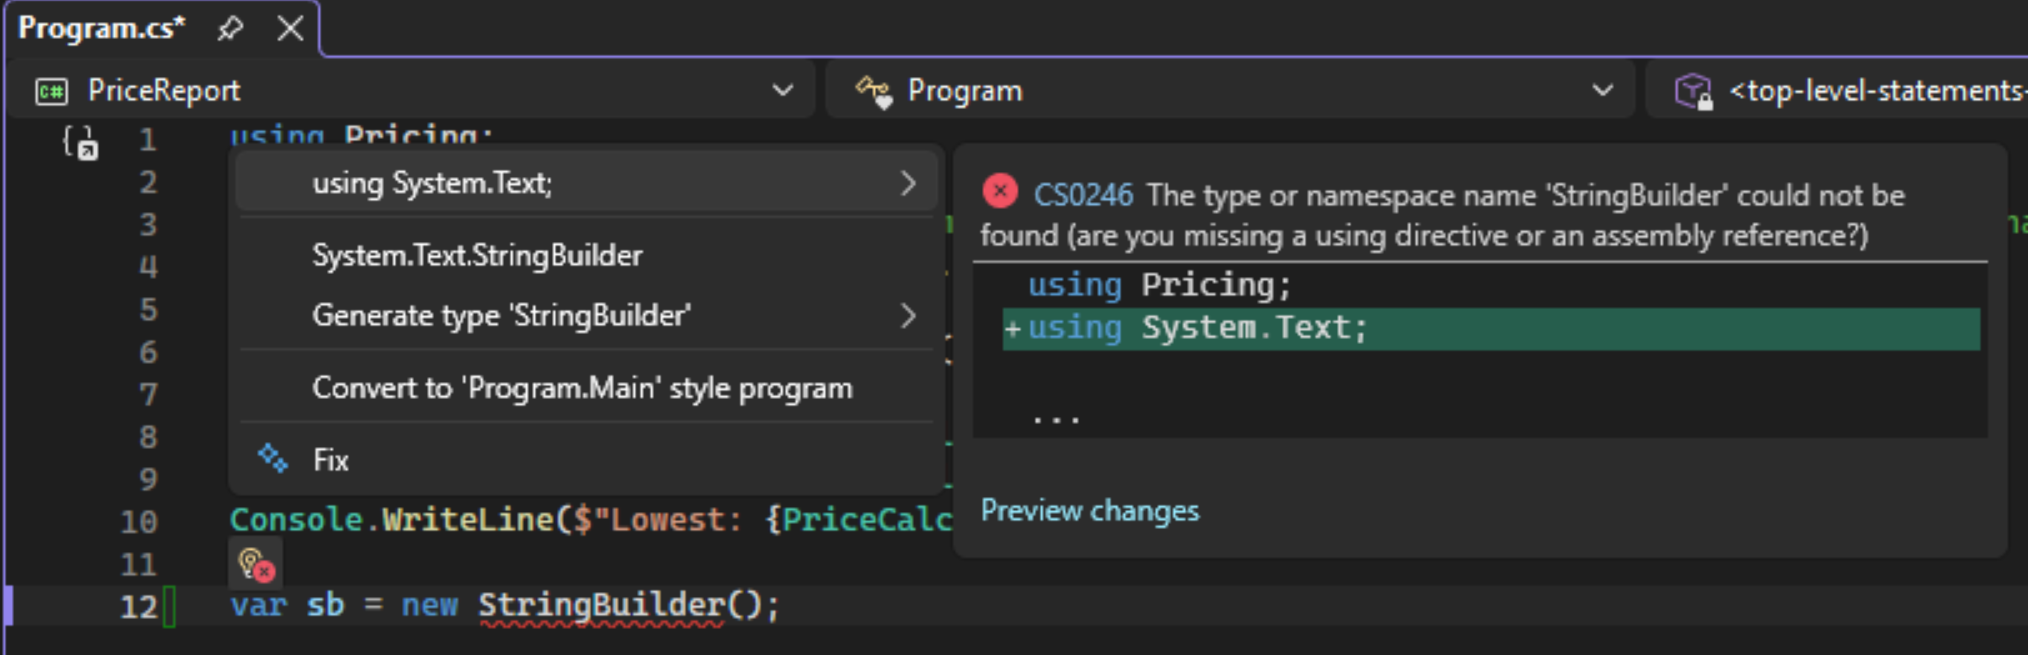 Program.cs*
C# PriceReport Program <top-level-statements-
1 using Pricing;
2
3
4
5
6
7
8
9
10 Console.WriteLine($"Lowest: {PriceCalc
11
12 var sb = new StringBuilder();
using System.Text;
System.Text.StringBuilder
Generate type 'StringBuilder'
Convert to 'Program.Main' style program
Fix
CS0246 The type or namespace name 'StringBuilder' could not be
found (are you missing a using directive or an assembly reference?)
using Pricing;
+using System.Text;
...
Preview changes